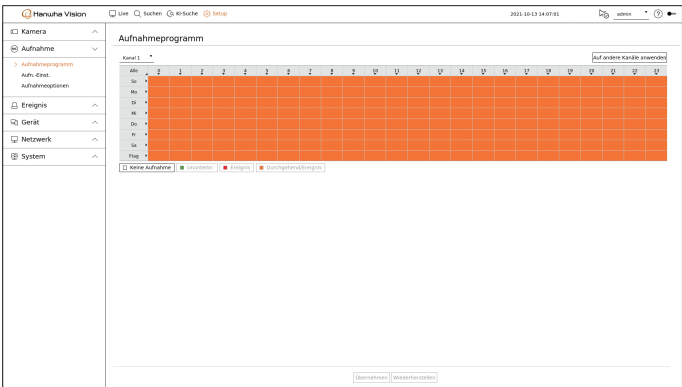 Hanwha Vision
Live Suchen KI-Suche Setup
2021-10-13 14:07:01
admin
Kamera
Aufnahme
Aufnahmeprogramm
Aufn.-Einst.
Aufnahmeoptionen
Ereignis
Gerät
Netzwerk
System
Aufnahmeprogramm
Kanal 1
Auf andere Kanäle anwenden
Alle 0 1 2 3 4 5 6 7 8 9 10 11 12 13 14 15 16 17 18 19 20 21 22 23
So
Mo
Di
Mi
Do
Fr
Sa
Ftag
Keine Aufnahme Ununterbr. Ereignis Durchgehend/Ereignis
Übernehmen Wiederherstellen